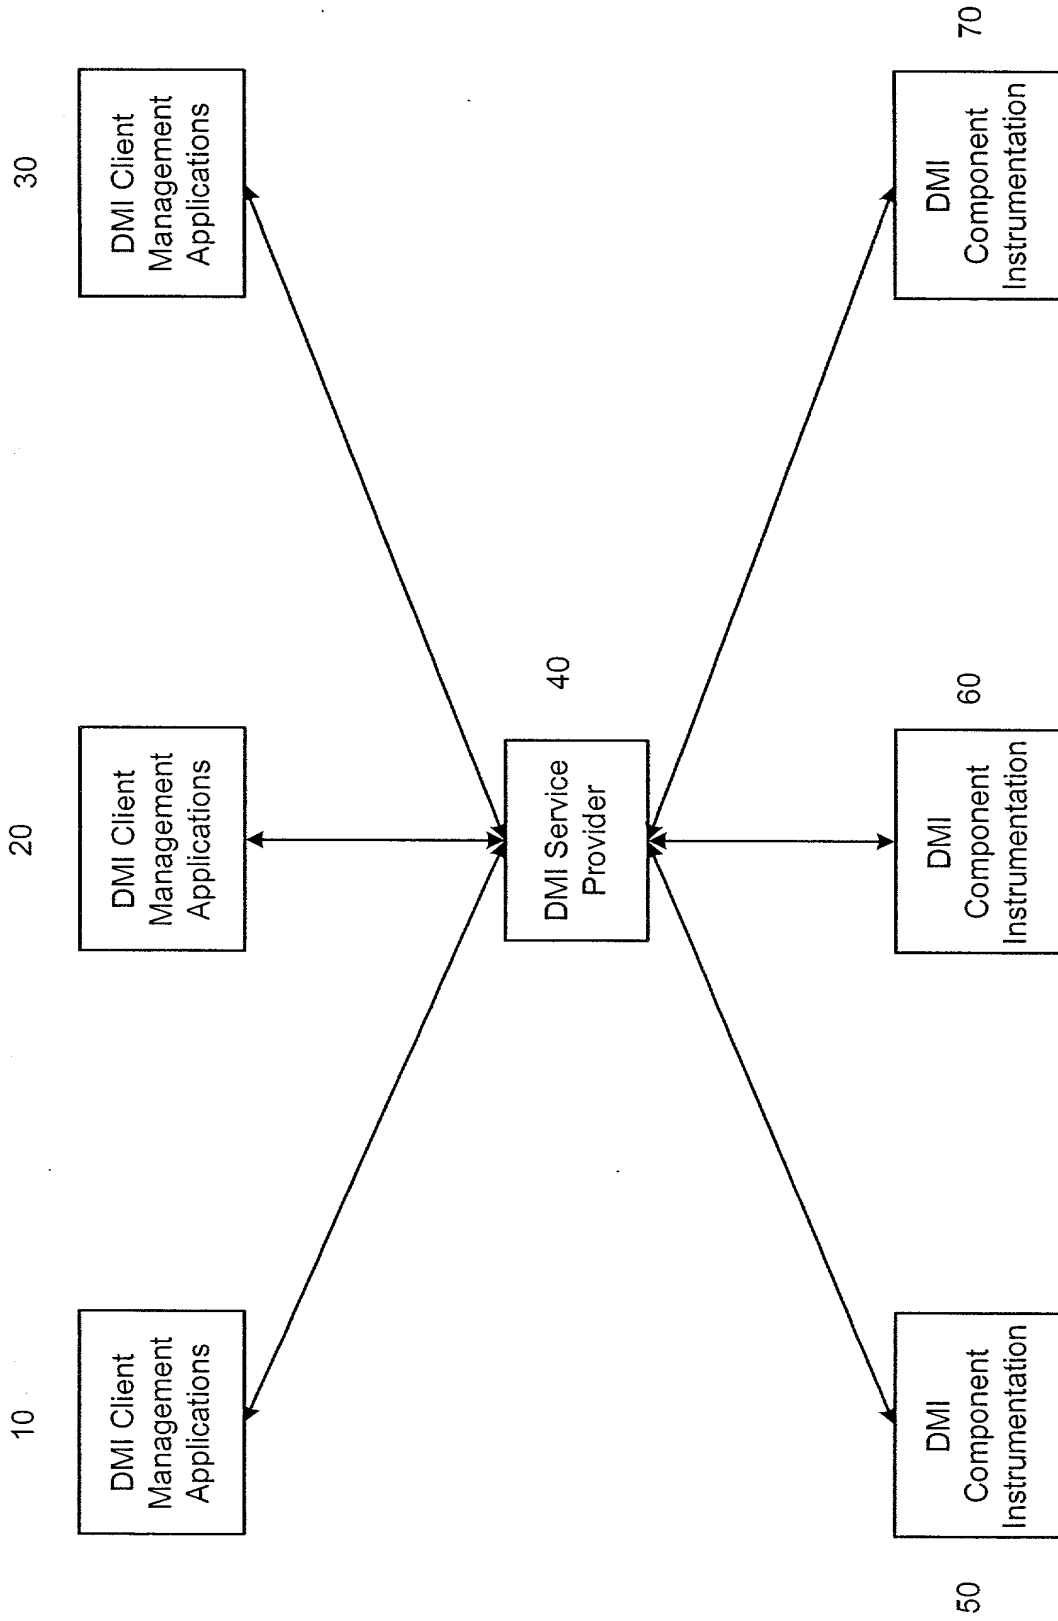 10
20
30
DMI Client
Management
Applications
DMI Client
Management
Applications
DMI Client
Management
Applications
DMI Service
Provider
40
50
DMI
Component
Instrumentation
DMI
Component
Instrumentation
60
DMI
Component
Instrumentation
70